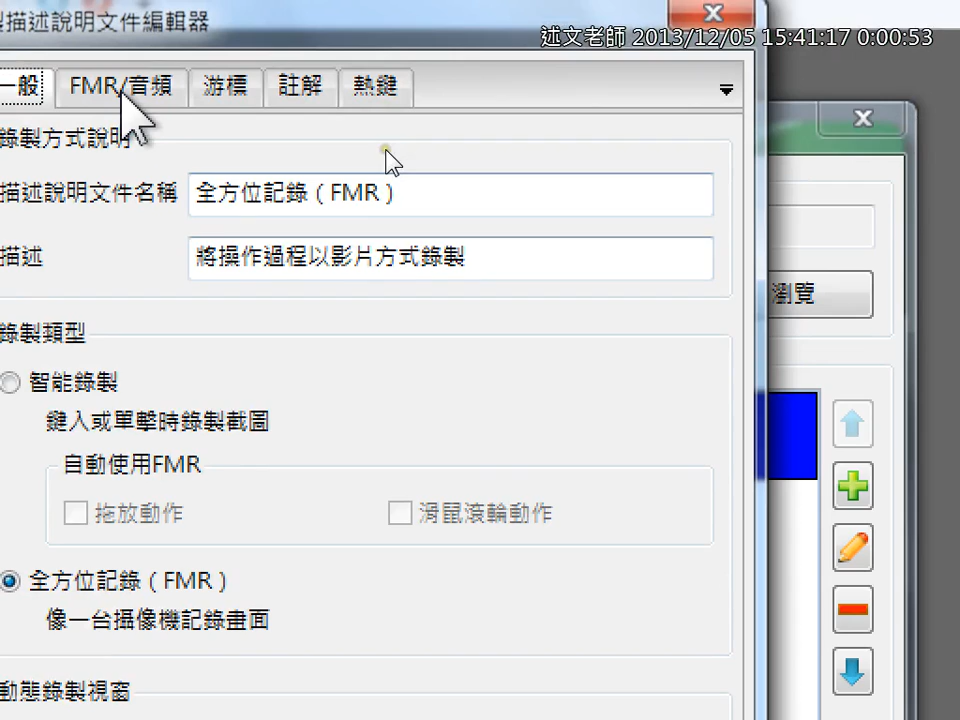 製描述說明文件編輯器
述文老師 2013/12/05 15:41:17 0:00:53
一般 FMR/音頻 游標 註解 熱鍵
錄製方式說明
描述說明文件名稱 全方位記錄 ( FMR )
描述 將操作過程以影片方式錄製
瀏覽
錄製類型
智能錄製
鍵入或單擊時錄製截圖
自動使用FMR
拖放動作 滑鼠滾輪動作
全方位記錄 ( FMR )
像一台攝像機記錄畫面
動態錄製視窗